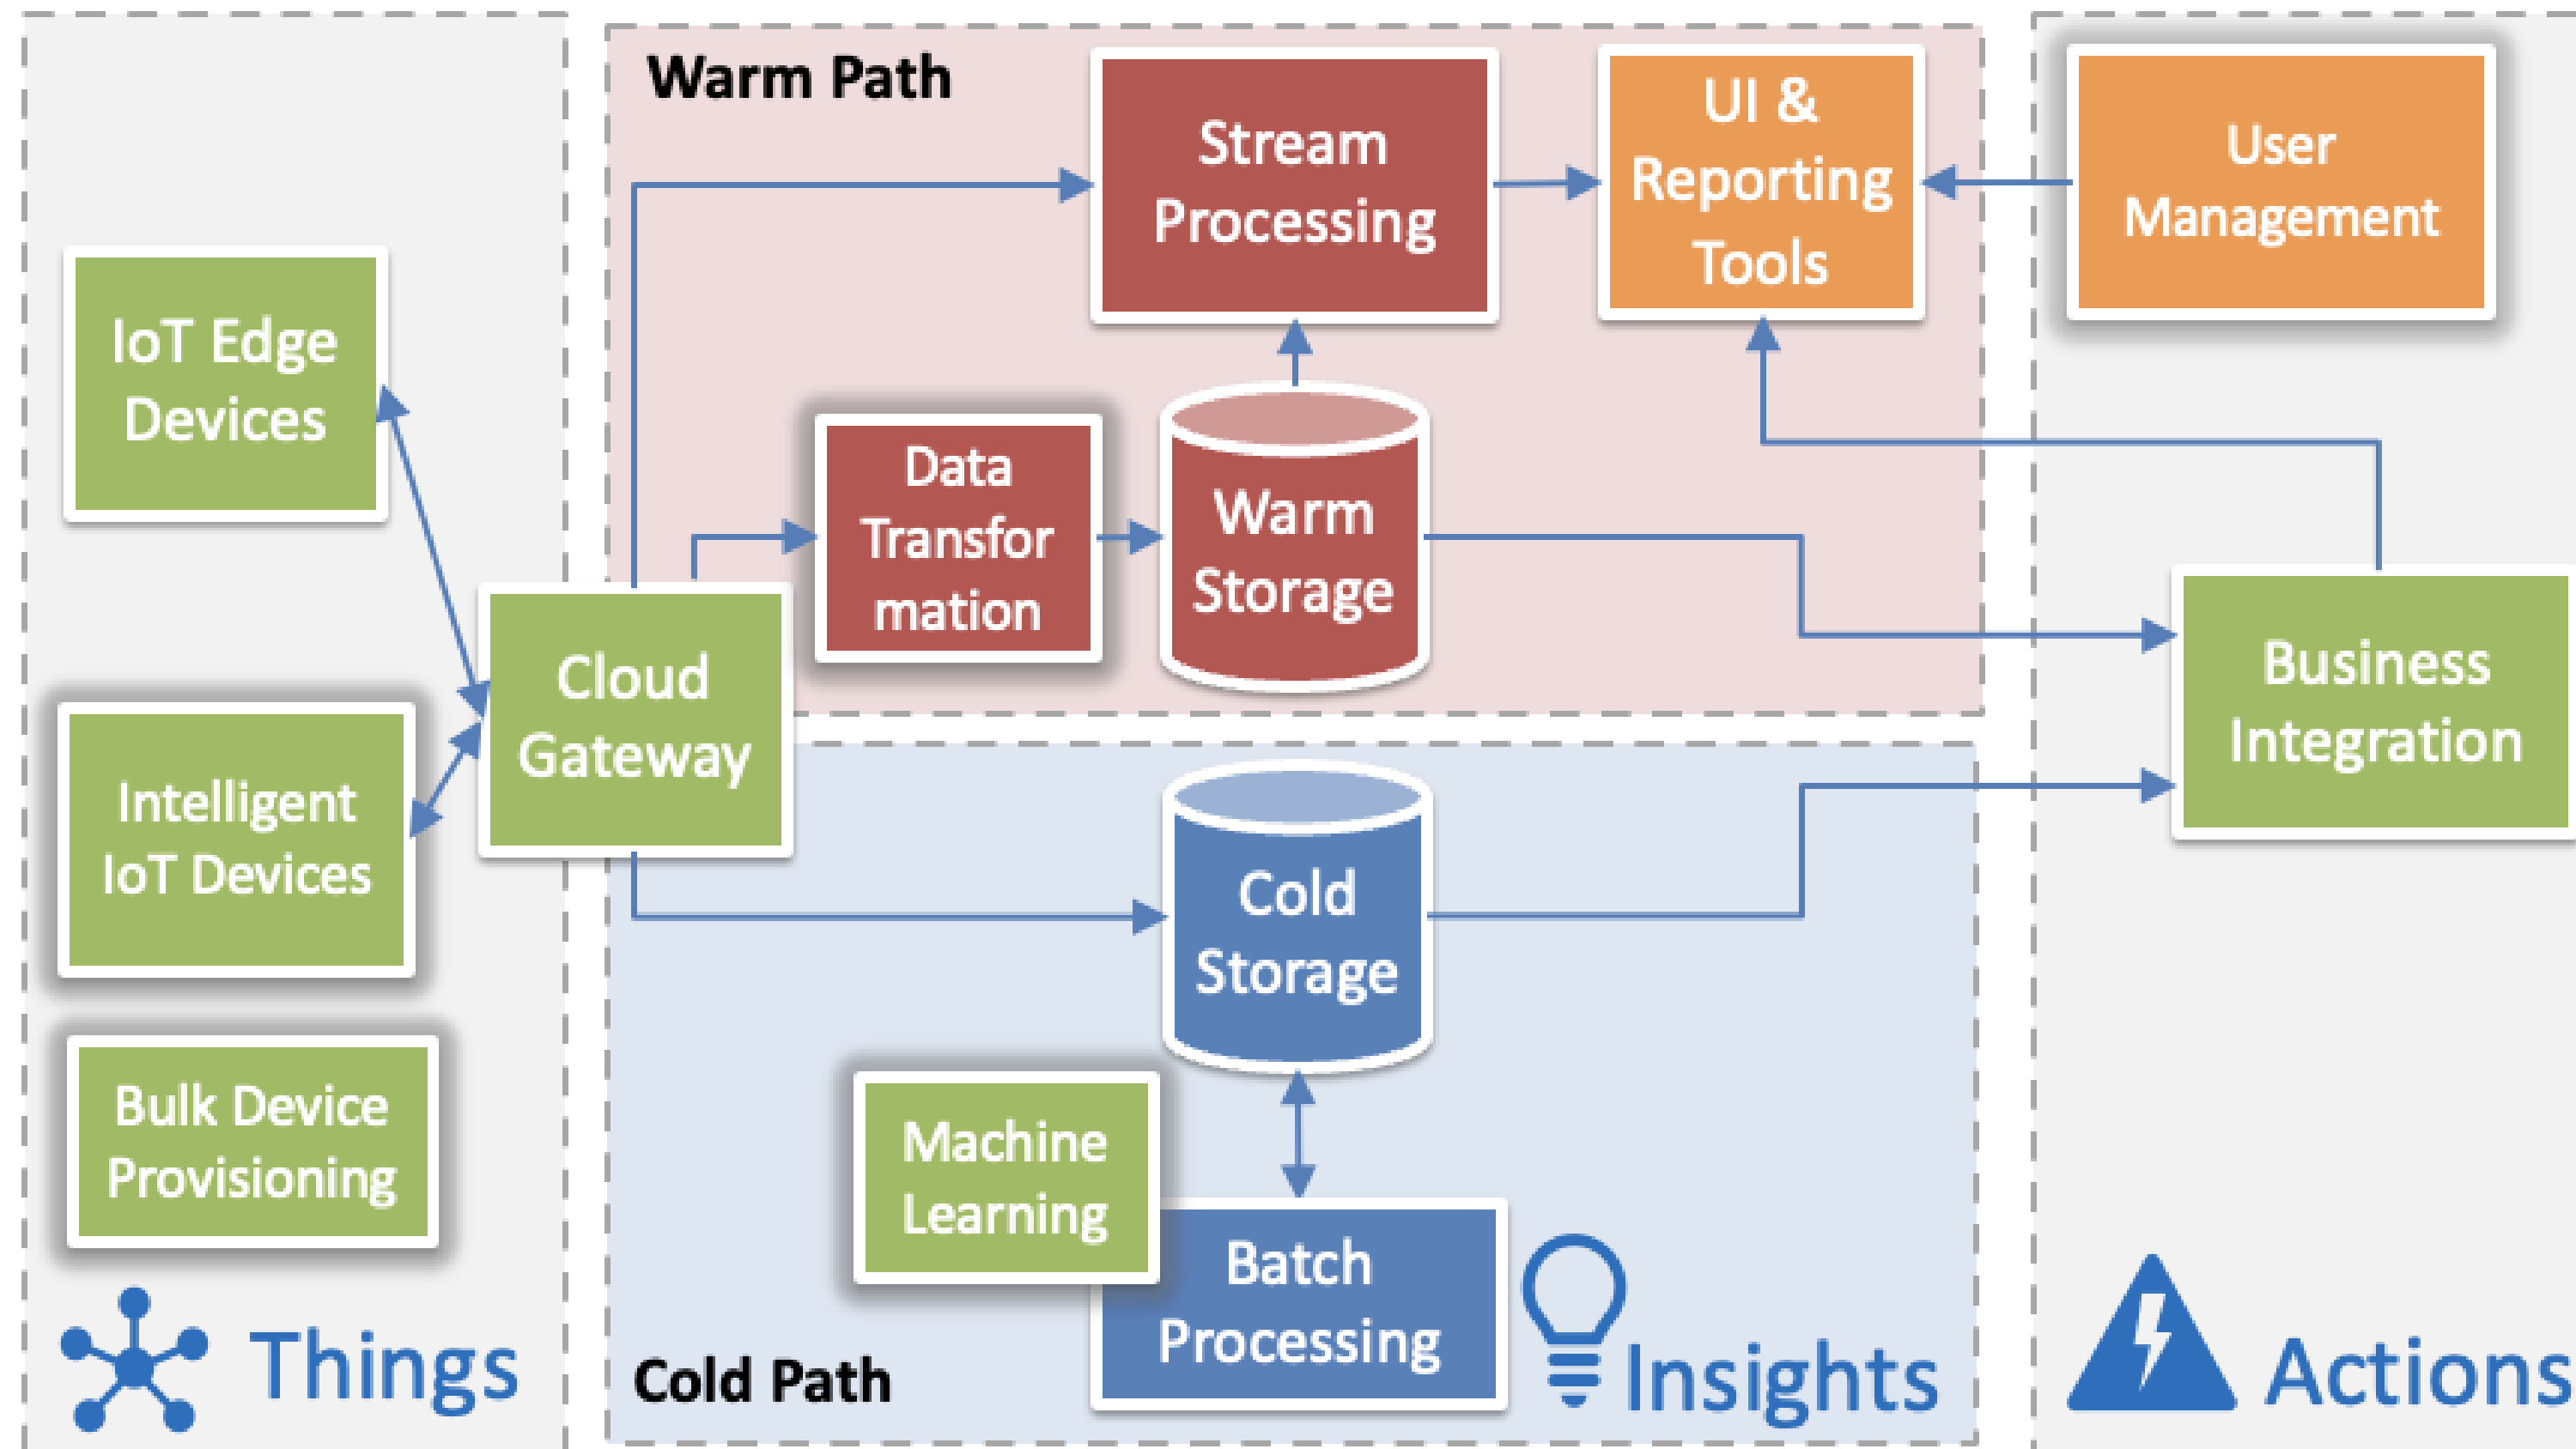 Warm Path
Stream
Processing
UI &
Reporting
Tools
User
Management
IoT Edge
Devices
Data
Transfor
mation
Warm
Storage
Cloud
Gateway
Business
Integration
Intelligent
IoT Devices
Cold
Storage
Bulk Device
Provisioning
Machine
Learning
Batch
Processing
Cold Path
Things
Insights
Actions